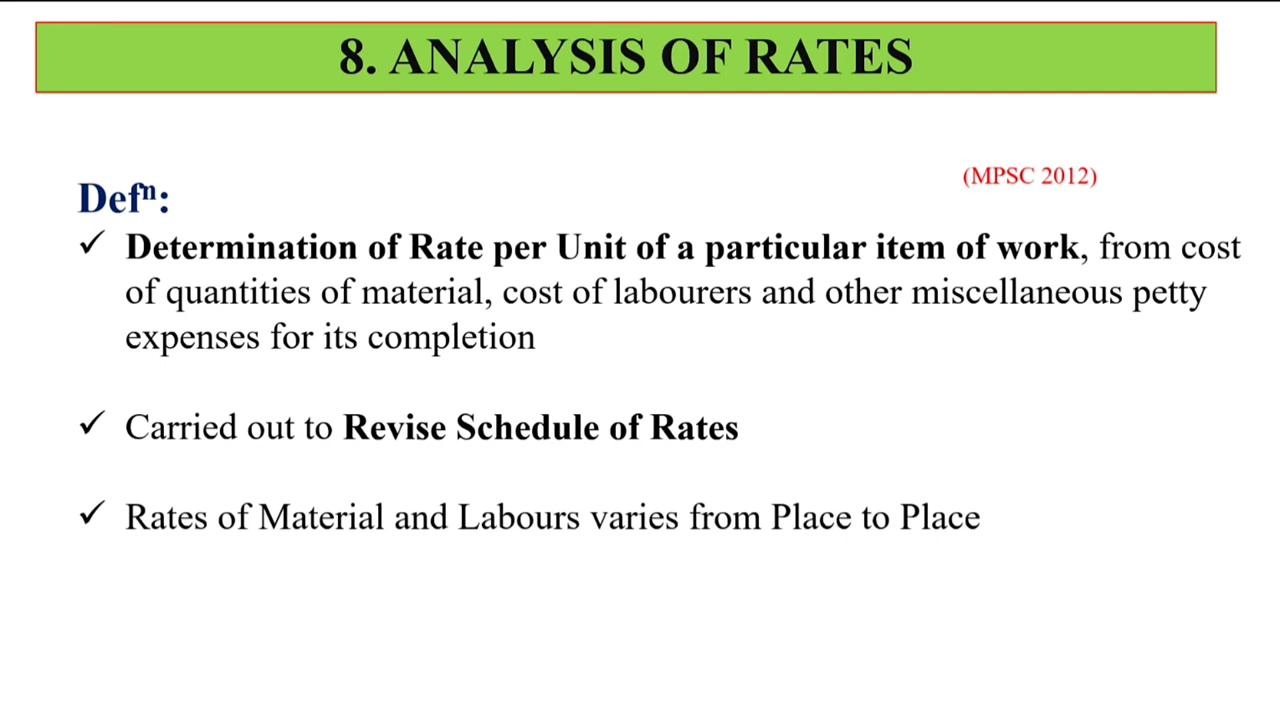 8. ANALYSIS OF RATES
(MPSC 2012)
Defⁿ:
✓ Determination of Rate per Unit of a particular item of work, from cost
of quantities of material, cost of labourers and other miscellaneous petty
expenses for its completion
✓ Carried out to Revise Schedule of Rates
✓ Rates of Material and Labours varies from Place to Place